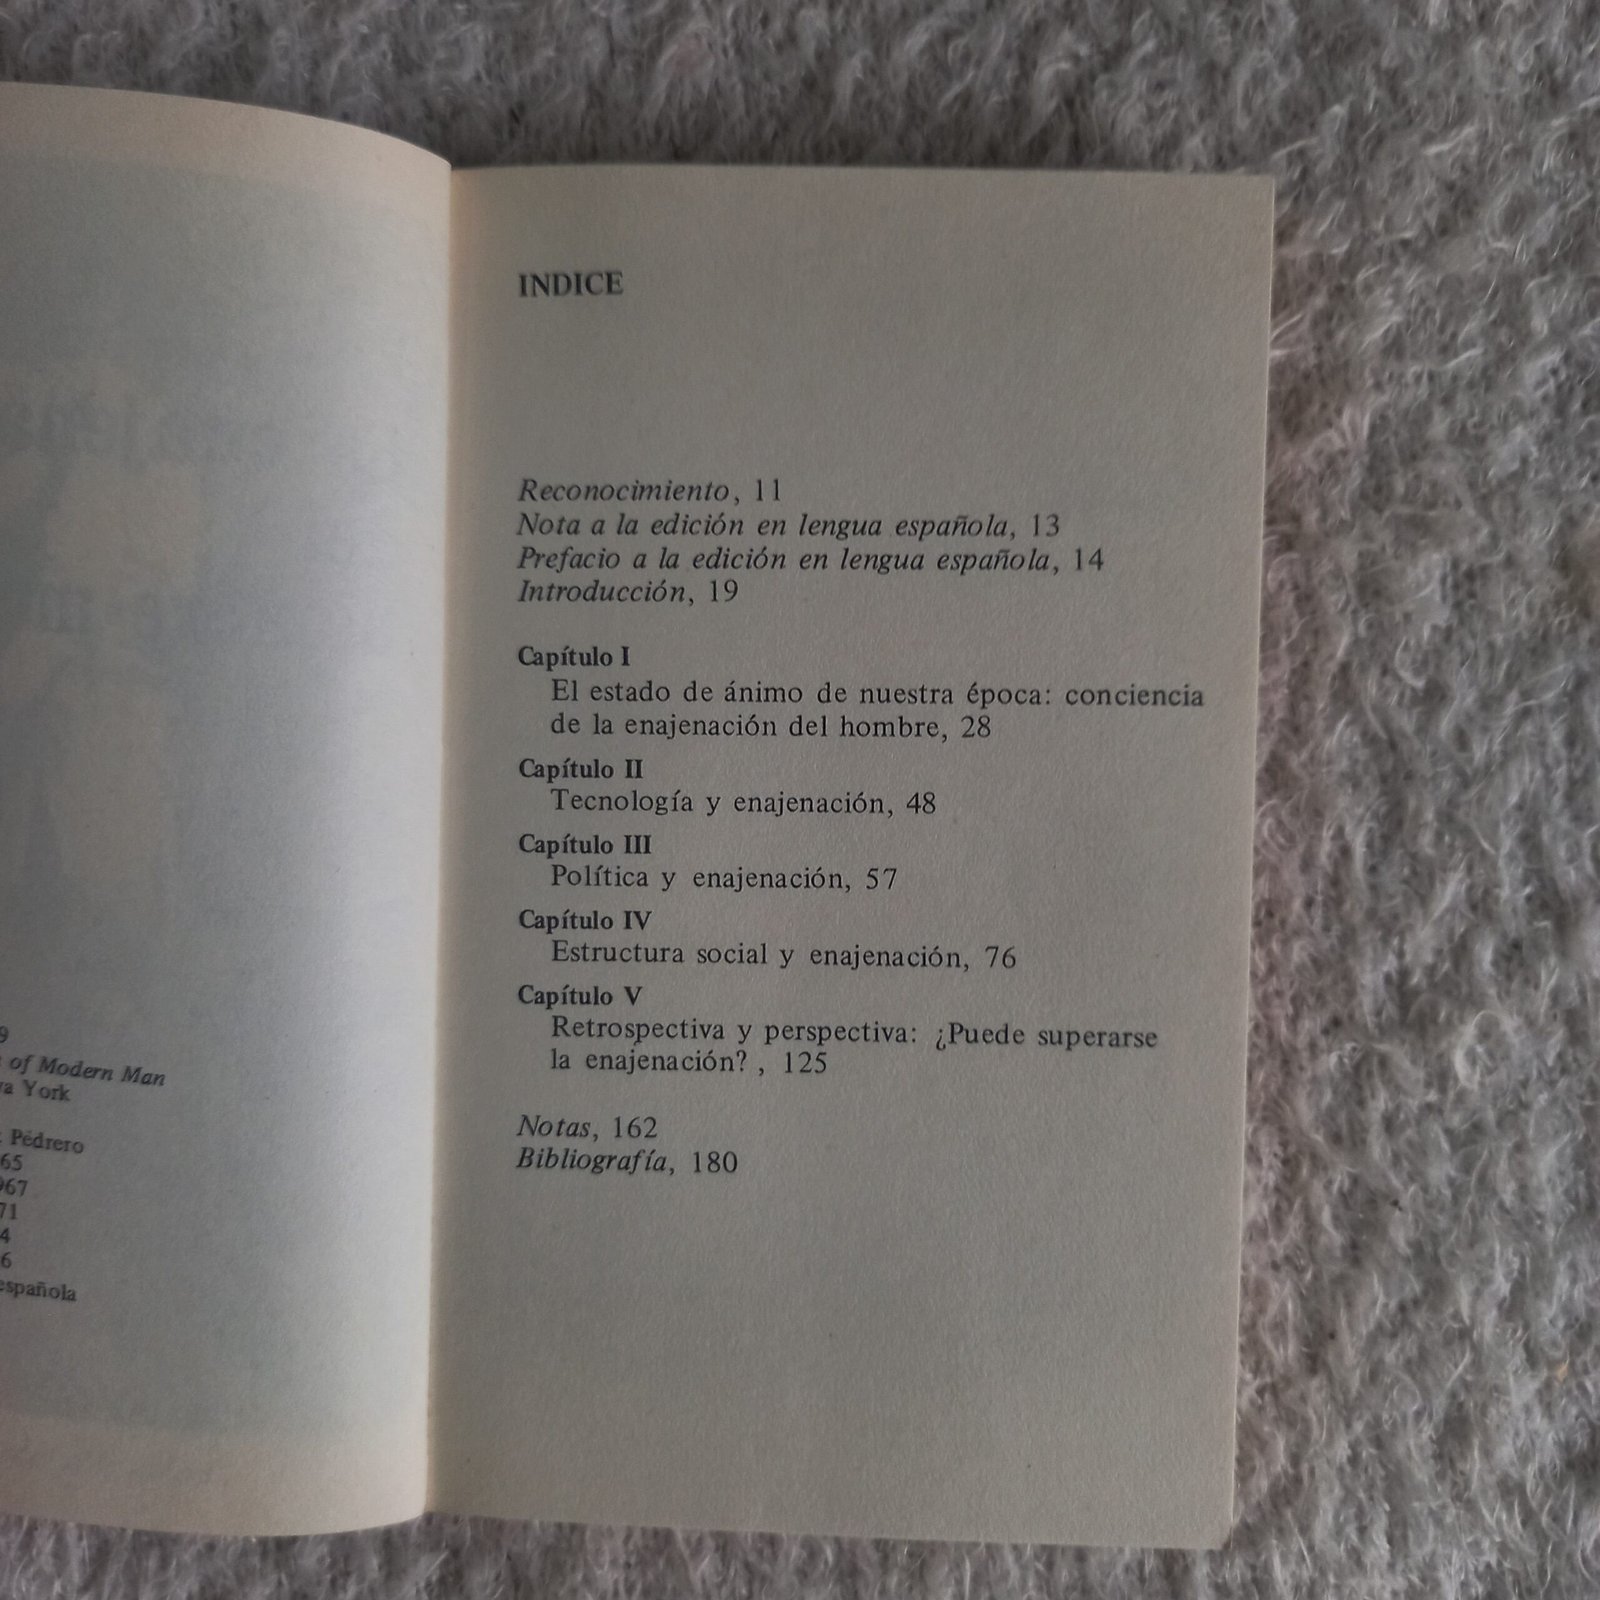 9
of Modern Man
York
Pedrero
65
967
71
4
6
española
INDICE
Reconocimiento, 11
Nota a la edición en lengua española, 13
Prefacio a la edición en lengua española, 14
Introducción, 19
Capítulo I
El estado de ánimo de nuestra época: conciencia
de la enajenación del hombre, 28
Capítulo II
Tecnología y enajenación, 48
Capítulo III
Política y enajenación, 57
Capítulo IV
Estructura social y enajenación, 76
Capítulo V
Retrospectiva y perspectiva: ¿Puede superarse
la enajenación? , 125
Notas, 162
Bibliografía, 180